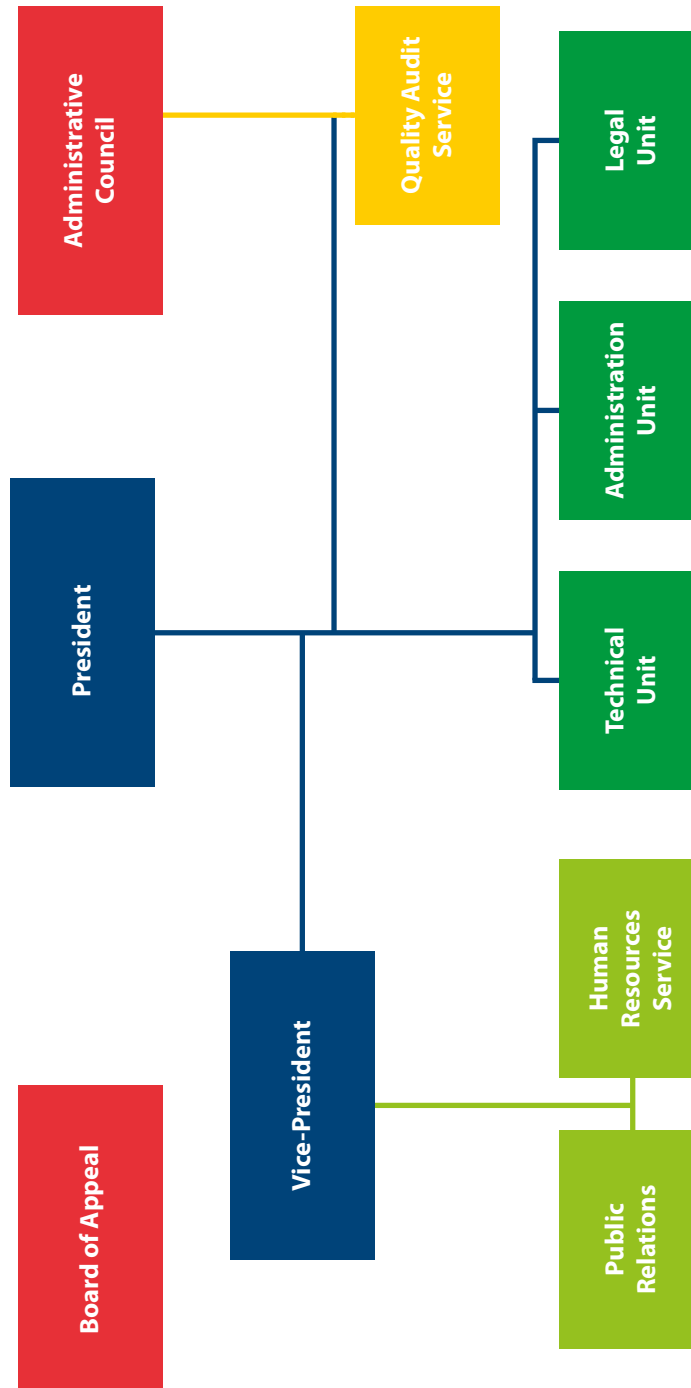 Board of Appeal
President
Administrative
Council
Vice-President
Quality Audit
Service
Public
Relations
Human
Resources
Service
Technical
Unit
Administration
Unit
Legal
Unit